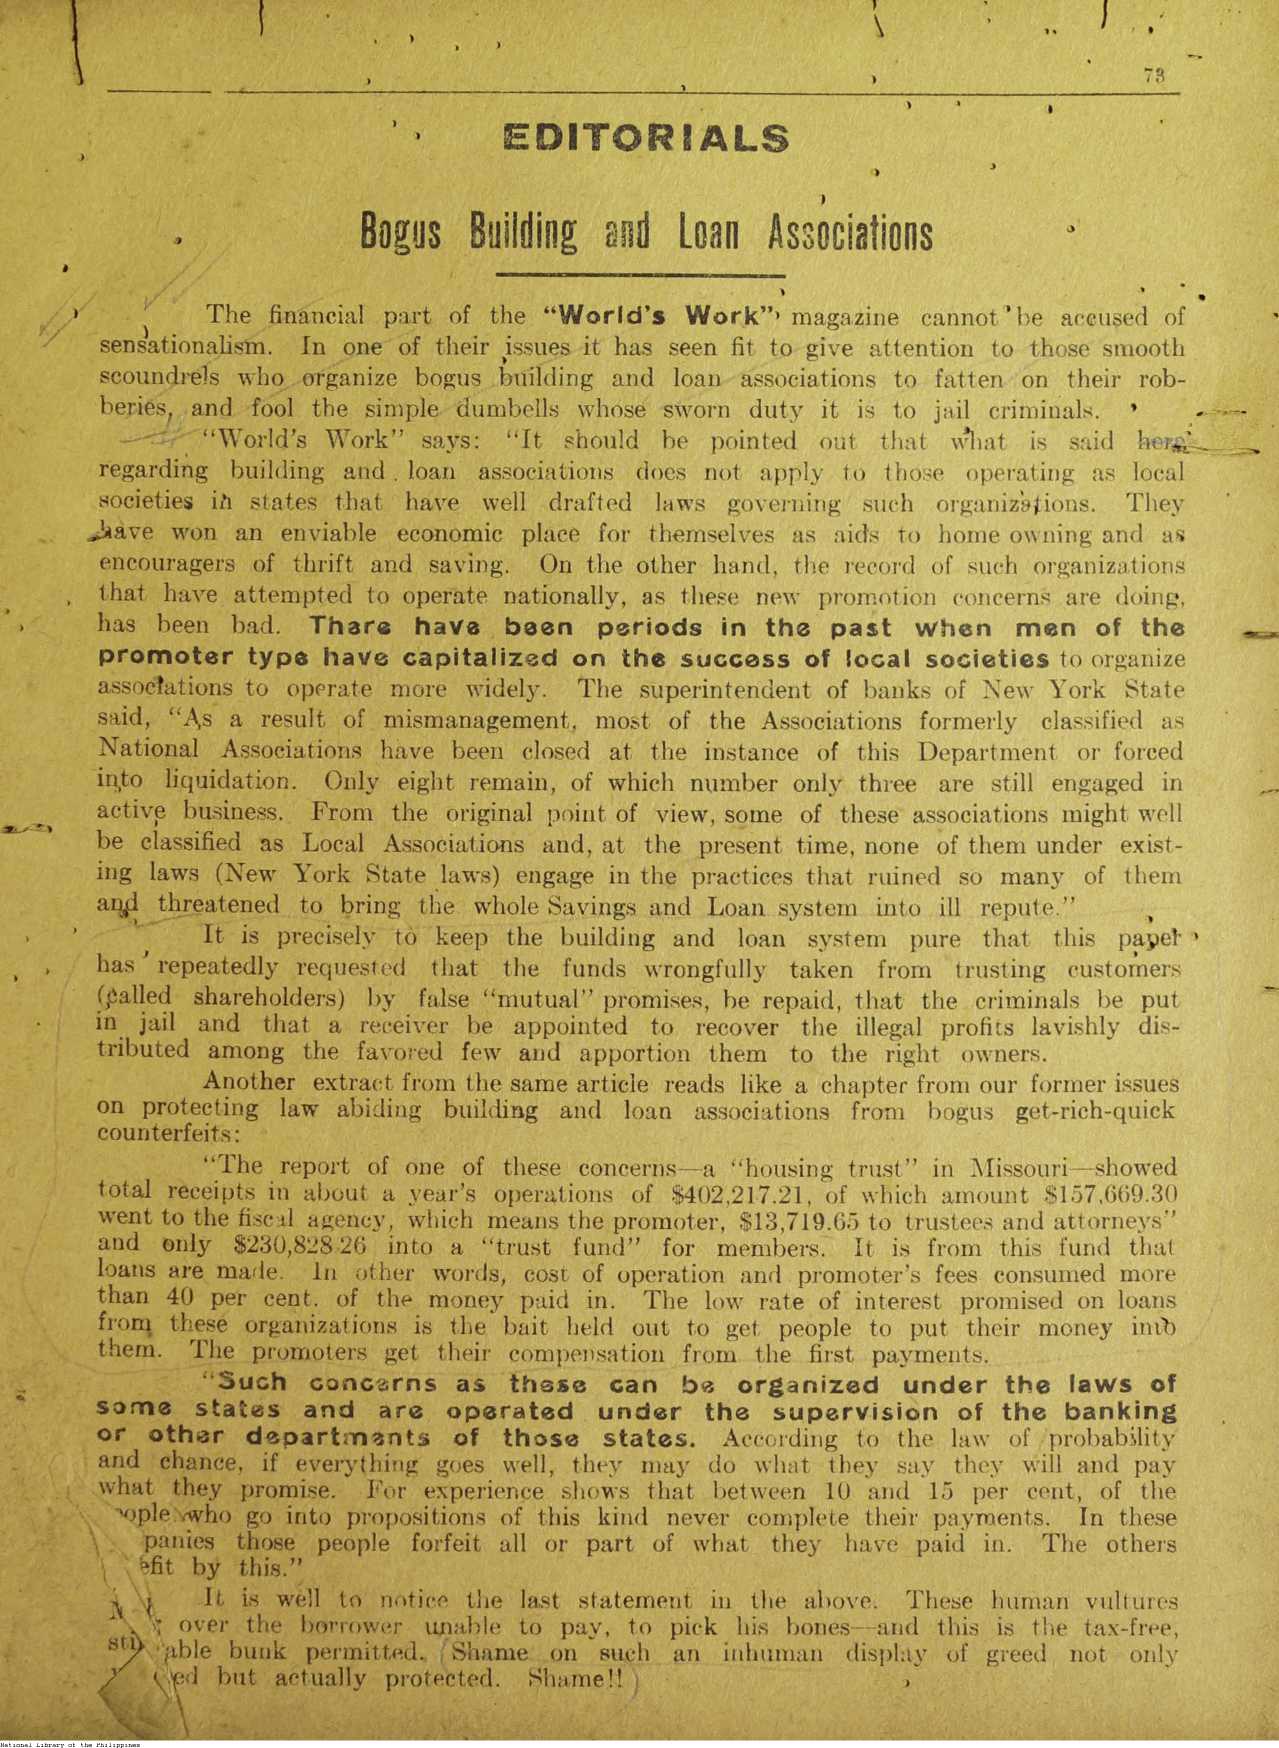 73
EDITORIALS
Bogus Building and Loan Associations
The financial part of the "World's Work" magazine cannot be accused of
sensationalism. In one of their issues it has seen fit to give attention to those smooth
scoundrels who organize bogus building and loan associations to fatten on their rob-
beries, and fool the simple dumbells whose sworn duty it is to jail criminals.
"World's Work" says: "It should be pointed out that what is said here
regarding building and loan associations does not apply to those operating as local
societies in states that have well drafted laws governing such organizations. They
have won an enviable economic place for themselves as aids to home owning and as
encouragers of thrift and saving. On the other hand, the record of such organizations
that have attempted to operate nationally, as these new promotion concerns are doing,
has been bad. There have been periods in the past when men of the
promoter type have capitalized on the success of local societies to organize
associations to operate more widely. The superintendent of banks of New York State
said, "As a result of mismanagement, most of the Associations formerly classified as
National Associations have been closed at the instance of this Department or forced
into liquidation. Only eight remain, of which number only three are still engaged in
active business. From the original point of view, some of these associations might well
be classified as Local Associations and, at the present time, none of them under exist-
ing laws (New York State laws) engage in the practices that ruined so many of them
and threatened to bring the whole Savings and Loan system into ill repute."
It is precisely to keep the building and loan system pure that this paper
has repeatedly requested that the funds wrongfully taken from trusting customers
(called shareholders) by false "mutual" promises, be repaid, that the criminals be put
in jail and that a receiver be appointed to recover the illegal profits lavishly dis-
tributed among the favored few and apportion them to the right owners.
Another extract from the same article reads like a chapter from our former issues
on protecting law abiding building and loan associations from bogus get-rich-quick
counterfeits:
"The report of one of these concerns—a "housing trust" in Missouri—showed
total receipts in about a year's operations of $402,217.21, of which amount $157,669.30
went to the fiscal agency, which means the promoter, $13,719.65 to trustees and attorneys"
and only $230,828.26 into a "trust fund" for members. It is from this fund that
loans are made. In other words, cost of operation and promoter's fees consumed more
than 40 per cent. of the money paid in. The low rate of interest promised on loans
from these organizations is the bait held out to get people to put their money into
them. The promoters get their compensation from the first payments.
"Such concerns as these can be organized under the laws of
some states and are operated under the supervision of the banking
or other departments of those states. According to the law of probability
and chance, if everything goes well, they may do what they say they will and pay
what they promise. For experience shows that between 10 and 15 per cent, of the
who go into propositions of this kind never complete their payments. In these
those people forfeit all or part of what they have paid in. The others
by this."
It is well to notice the last statement in the above. These human vultures
over the borrower unable to pay, to pick his bones—and this is the tax-free,
bunk permitted. Shame on such an inhuman display of greed not only
but actually protected. Shame!!
National Library of the Philippines